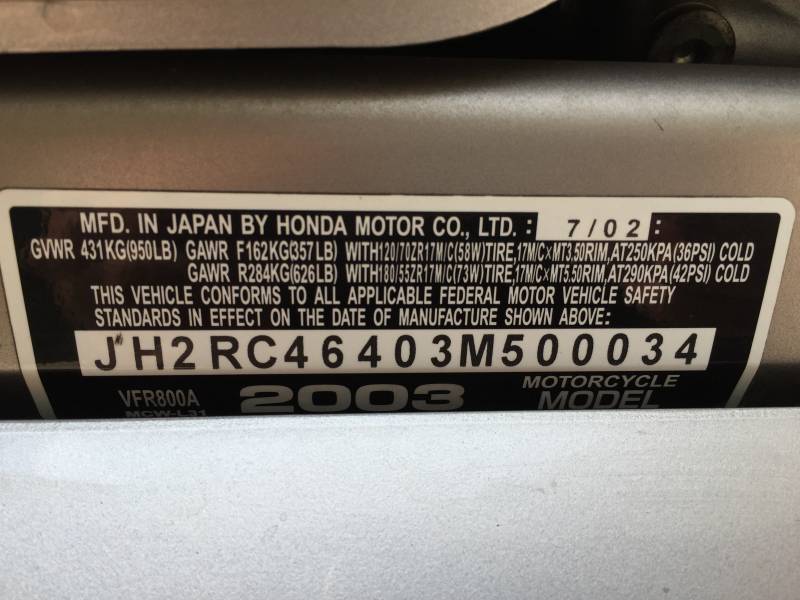 MFD. IN JAPAN BY HONDA MOTOR CO., LTD. : 7/02 :
GVWR 431KG(950LB) GAWR F162KG(357LB) WITH120/70ZR17M/C(58W)TIRE,17M/C×MT3.50RIM,AT250KPA(36PSI) COLD
GAWR R284KG(626LB) WITH180/55ZR17M/C(73W)TIRE,17M/C×MT5.50RIM,AT290KPA(42PSI) COLD
THIS VEHICLE CONFORMS TO ALL APPLICABLE FEDERAL MOTOR VEHICLE SAFETY
STANDARDS IN EFFECT ON THE DATE OF MANUFACTURE SHOWN ABOVE:
JH2RC46403M500034
VFR800A 2003 MOTORCYCLE
MCW-L31 MODEL